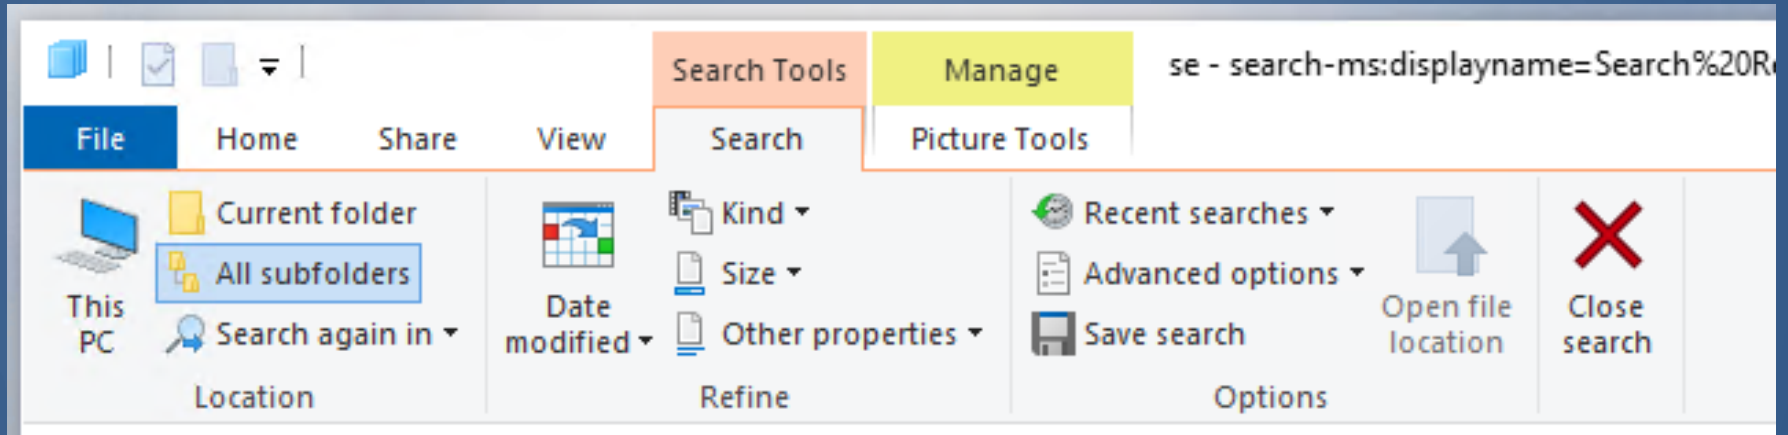 Search Tools
Manage
se - search-ms:displayname=Search%20R
File
Home
Share
View
Search
Picture Tools
This
PC
Current folder
All subfolders
Search again in
Location
Date
modified
Kind
Size
Other properties
Refine
Recent searches
Advanced options
Save search
Open file
location
Options
Close
search